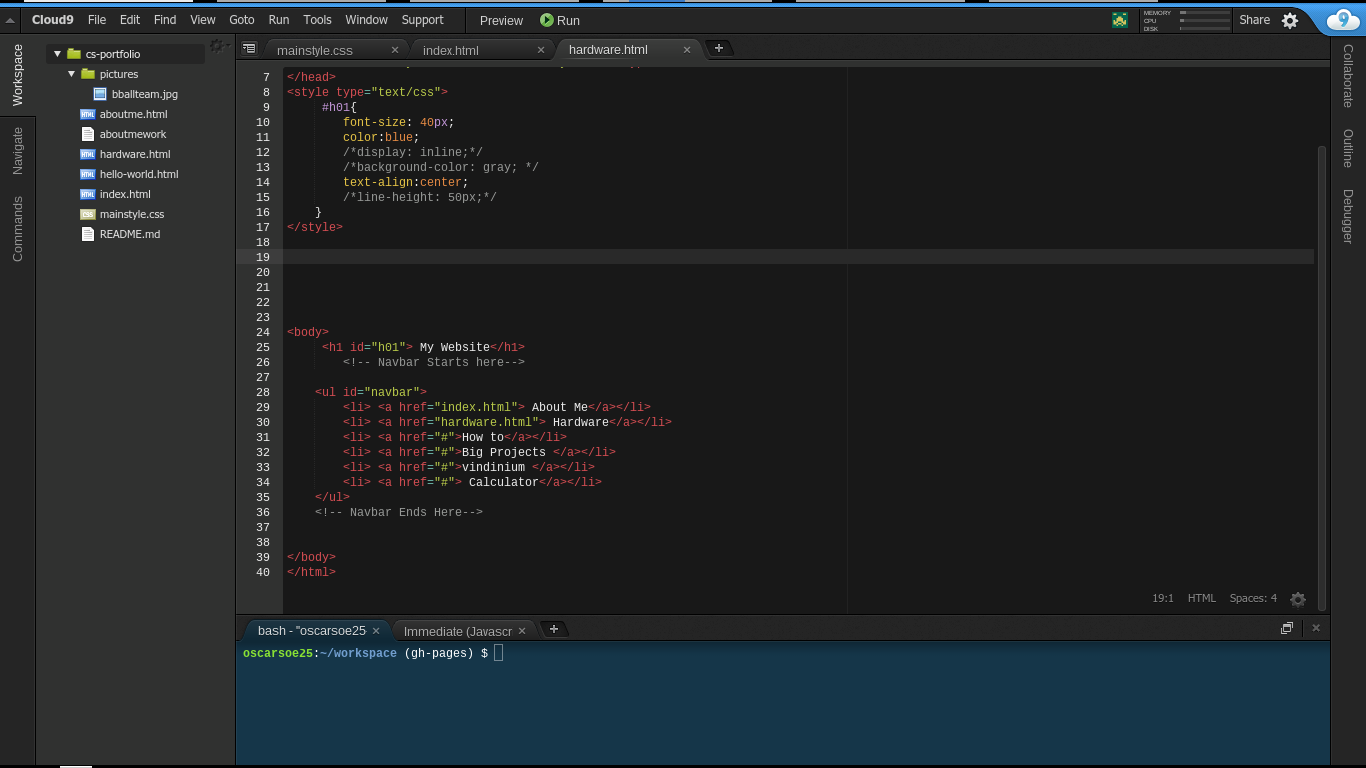 Cloud9 File Edit Find View Goto Run Tools Window Support Preview Run MEMORY CPU DISK Share 9
Workspace
Navigate
Commands
cs-portfolio
pictures
bballteam.jpg
HTML aboutme.html
aboutmework
HTML hardware.html
HTML hello-world.html
HTML index.html
CSS mainstyle.css
README.md
mainstyle.css × index.html × hardware.html × +
7 </head>
8 <style type="text/css">
9 #h01{
10 font-size: 40px;
11 color:blue;
12 /*display: inline;*/
13 /*background-color: gray; */
14 text-align:center;
15 /*line-height: 50px;*/
16 }
17 </style>
18
19
20
21
22
23
24 <body>
25 <h1 id="h01"> My Website</h1>
26 <!-- Navbar Starts here-->
27
28 <ul id="navbar">
29 <li> <a href="index.html"> About Me</a></li>
30 <li> <a href="hardware.html"> Hardware</a></li>
31 <li> <a href="#">How to</a></li>
32 <li> <a href="#">Big Projects </a></li>
33 <li> <a href="#">vindinium </a></li>
34 <li> <a href="#"> Calculator</a></li>
35 </ul>
36 <!-- Navbar Ends Here-->
37
38
39 </body>
40 </html>
19:1 HTML Spaces: 4
Collaborate
Outline
Debugger
bash - "oscarsoe25 × Immediate (Javascr × +
oscarsoe25:~/workspace (gh-pages) $